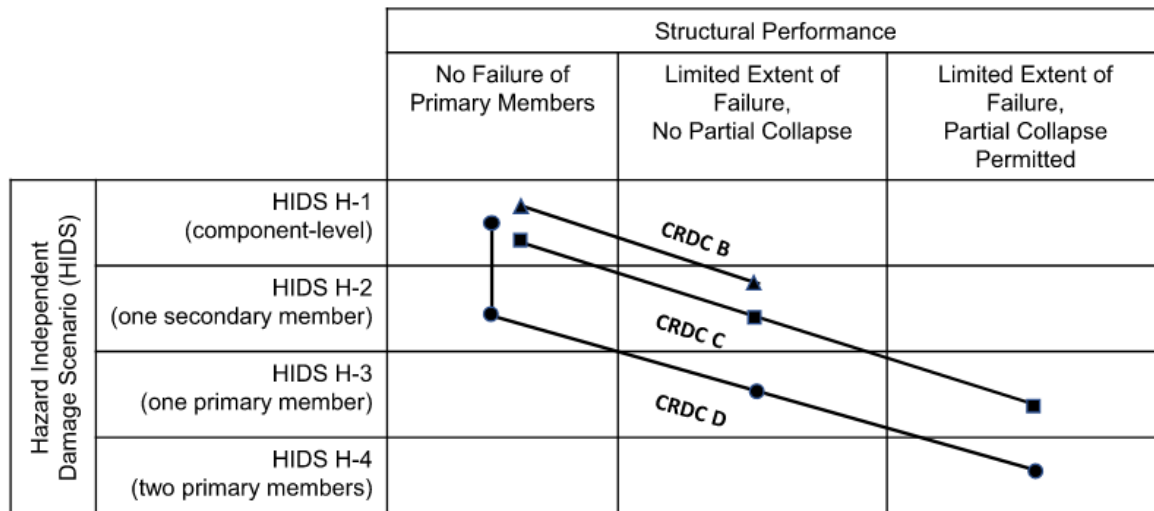 Structural Performance
No Failure of
Primary Members
Limited Extent of
Failure,
No Partial Collapse
Limited Extent of
Failure,
Partial Collapse
Permitted
Hazard Independent
Damage Scenario (HIDS)
HIDS H-1
(component-level)
HIDS H-2
(one secondary member)
HIDS H-3
(one primary member)
HIDS H-4
(two primary members)
CRDC B
CRDC C
CRDC D